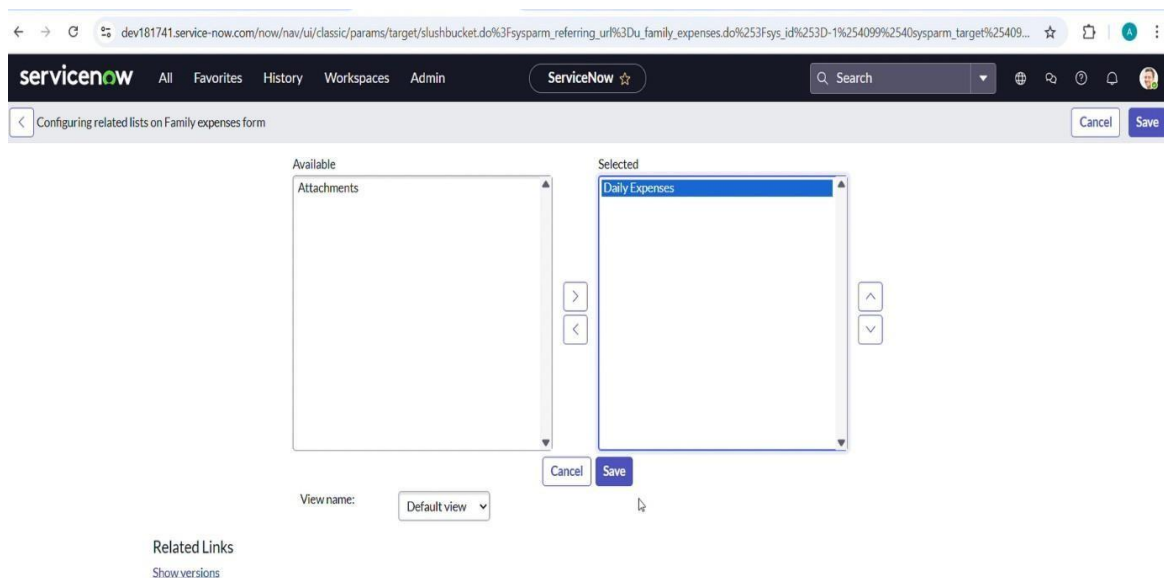 dev181741.service-now.com/now/nav/ui/classic/params/target/slushbucket.do%3Fsysparm_referring_url%3Du_family_expenses.do%253Fsys_id%253D-1%254099%2540sysparm_target%25409...
A
servicenow All Favorites History Workspaces Admin ServiceNow Search
Configuring related lists on Family expenses form Cancel Save
Available Selected
Attachments Daily Expenses
Cancel Save
View name: Default view
Related Links
Show versions